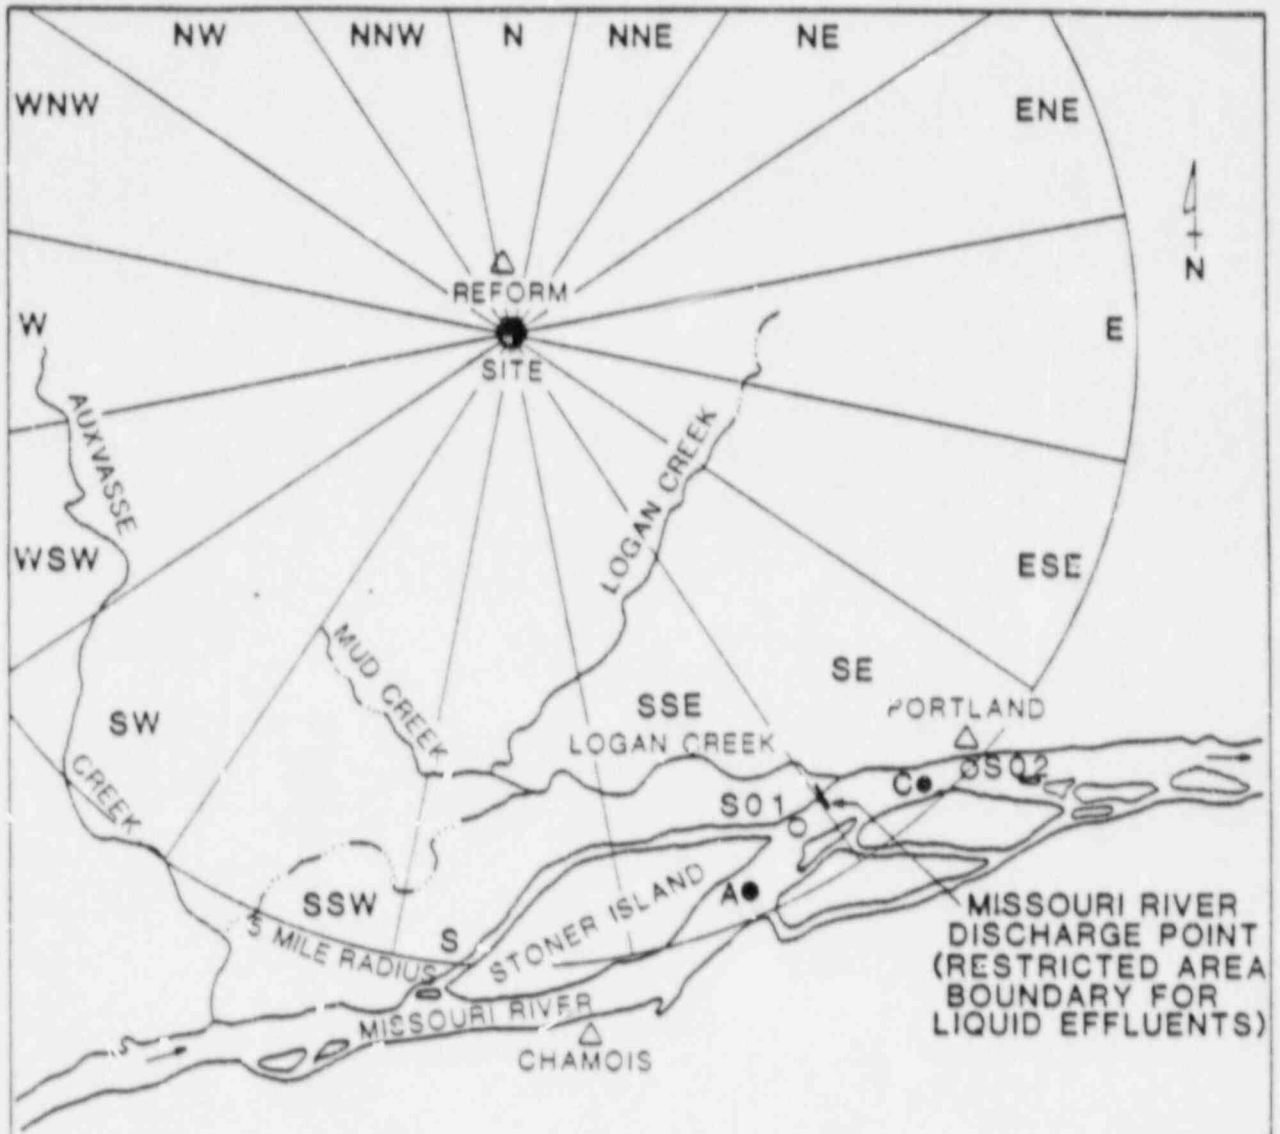 NW
NNW
N
NNE
NE
WNW
ENE
N
REFORM
W
E
SITE
AUXVASSE
LOGAN CREEK
WSW
ESE
MUD CREEK
SE
SSE
PORTLAND
SW
LOGAN CREEK
CREEK
SO2
C
SO1
A
STONER ISLAND
SSW
S
5 MILE RADIUS
MISSOURI RIVER
DISCHARGE POINT
(RESTRICTED AREA
BOUNDARY FOR
LIQUID EFFLUENTS)
MISSOURI RIVER
CHAMOIS